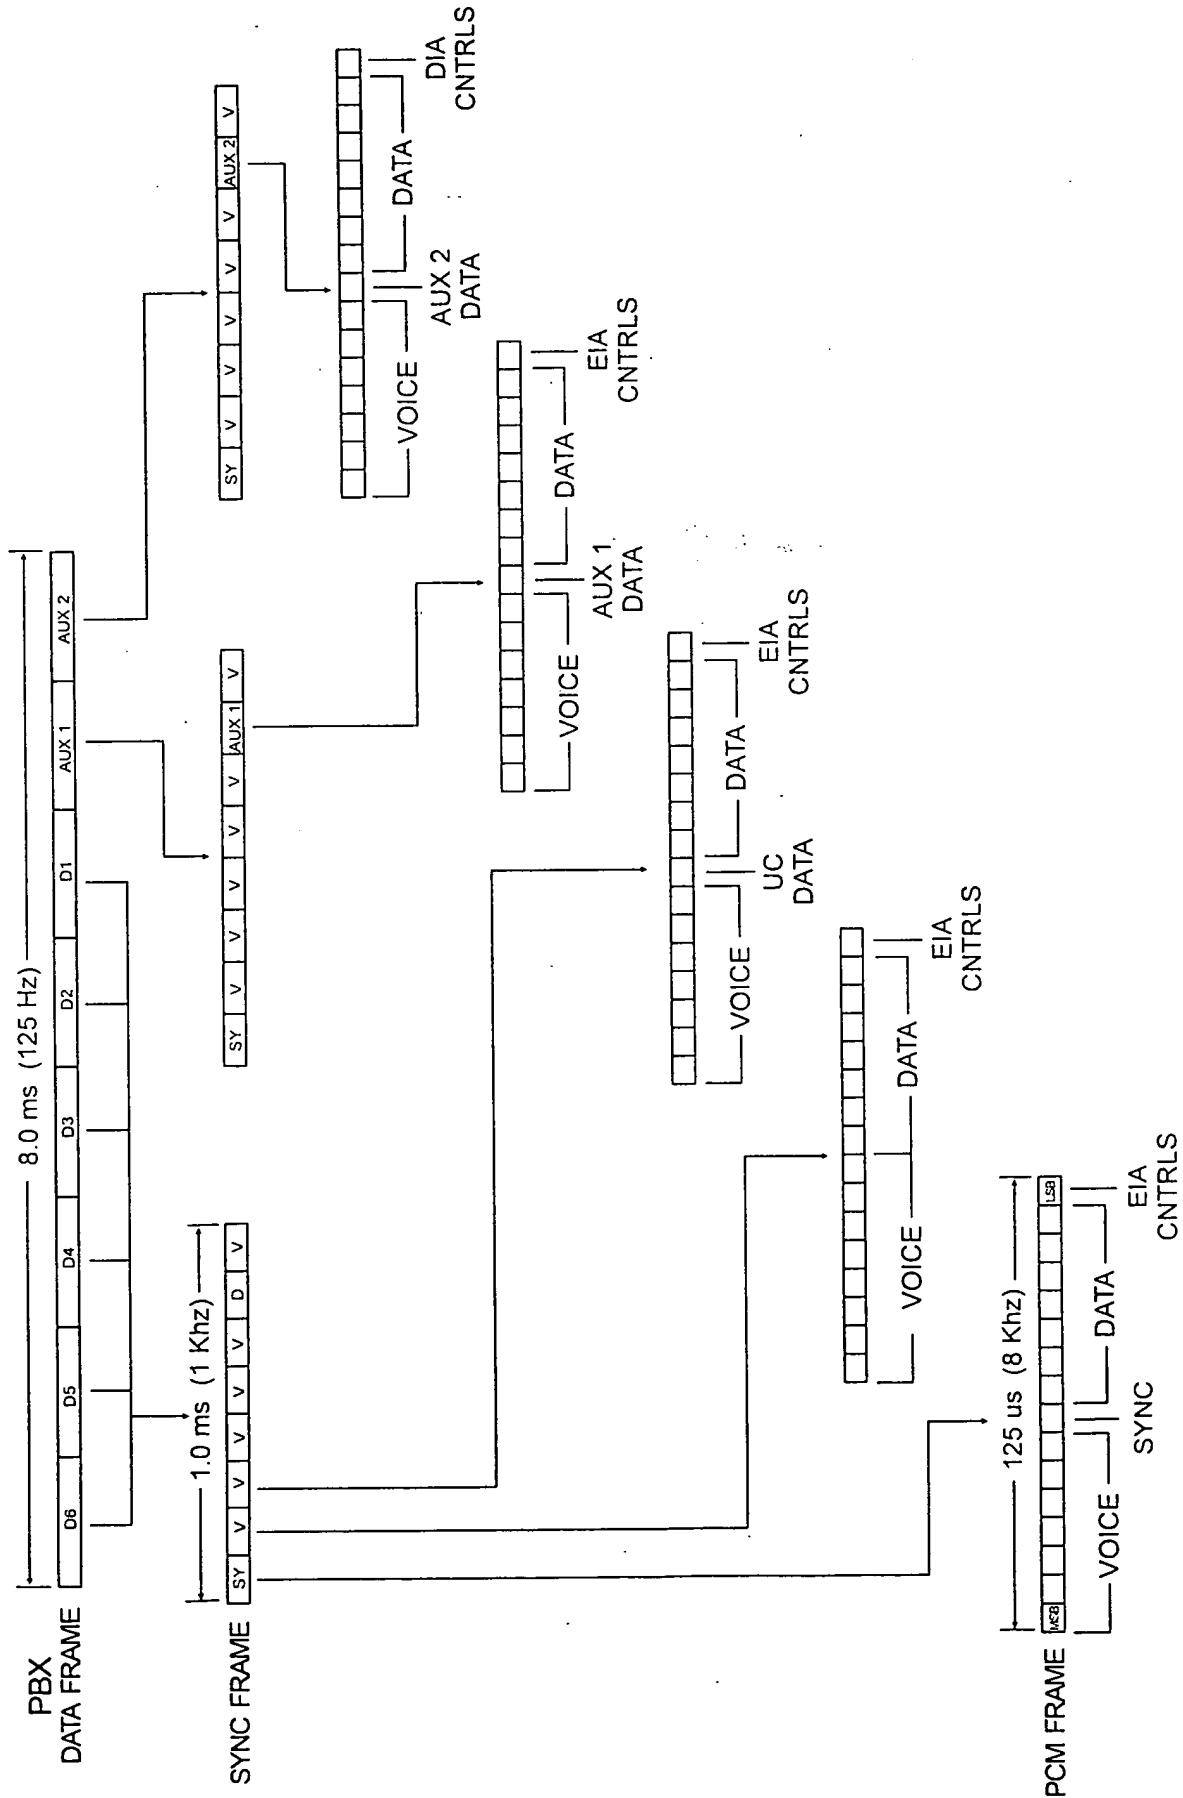 PBX
DATA FRAME
8.0 ms (125 Hz)
D6 D5 D4 D3 D2 D1 AUX 1 AUX 2
SYNC FRAME
1.0 ms (1 Khz)
SY V V V V V D V
SY V V V V V AUX 1 V
SY V V V V V AUX 2 V
VOICE
AUX 2
DATA
DATA
DIA
CNTRLS
VOICE
AUX 1
DATA
DATA
EIA
CNTRLS
VOICE
UC
DATA
DATA
EIA
CNTRLS
VOICE
DATA
EIA
CNTRLS
PCM FRAME
125 us (8 Khz)
MSB LSB
VOICE
SYNC
DATA
EIA
CNTRLS